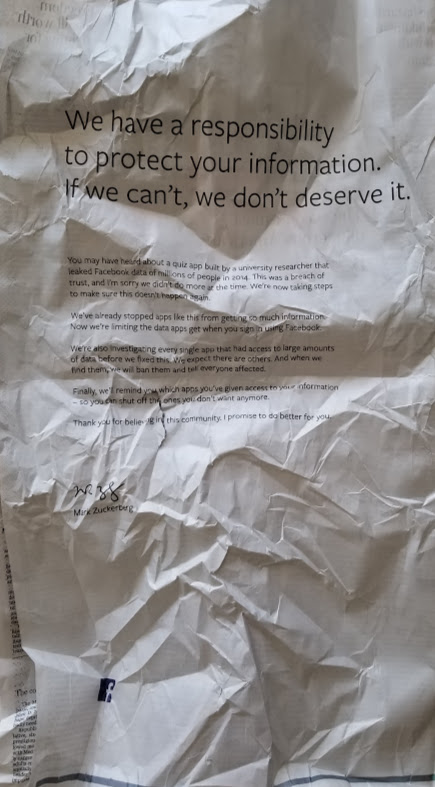 We have a responsibility
to protect your information.
If we can't, we don't deserve it.
You may have heard about a quiz app built by a university researcher that
leaked Facebook data of millions of people in 2014. This was a breach of
trust, and I'm sorry we didn't do more at the time. We're now taking steps
to make sure this doesn't happen again.
We've already stopped apps like this from getting so much information.
Now we're limiting the data apps get when you sign in using Facebook.
We're also investigating every single app that had access to large amounts
of data before we fixed this. We expect there are others. And when we
find them, we will ban them and tell everyone affected.
Finally, we'll remind you which apps you've given access to your information
– so you can shut off the ones you don't want anymore.
Thank you for believing in this community. I promise to do better for you.
Mark Zuckerberg
f